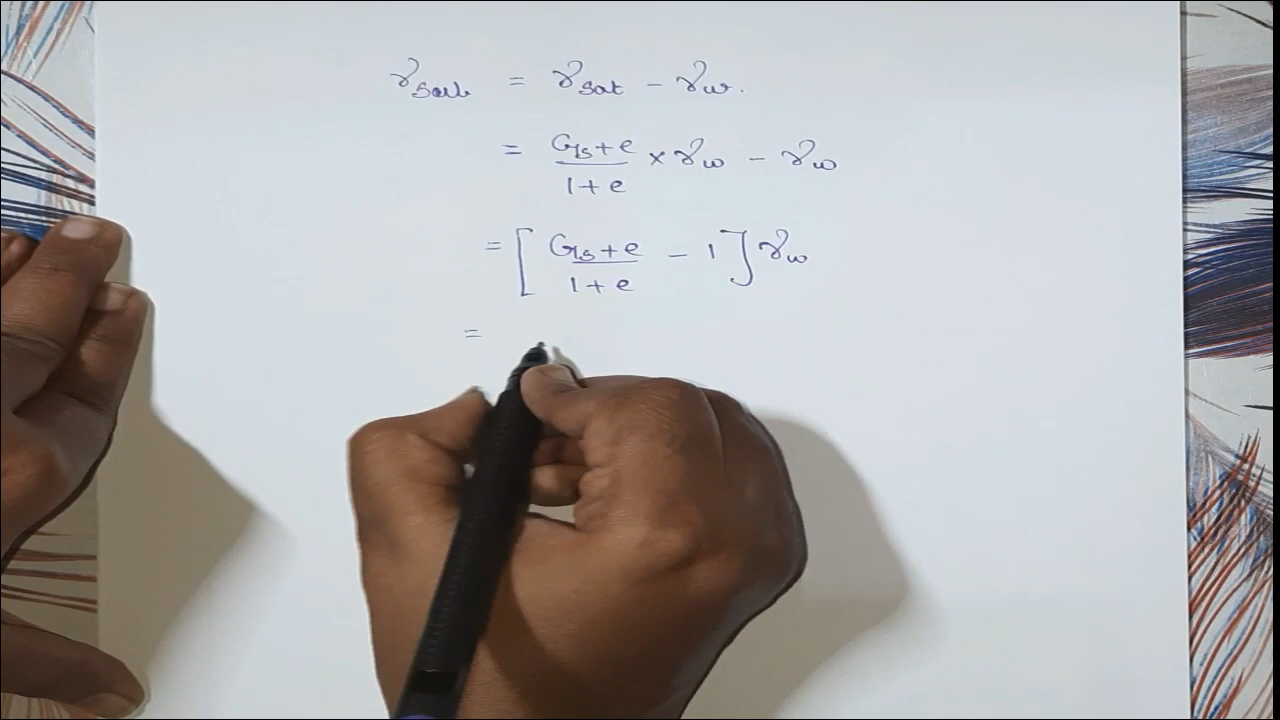 γsub = γsat - γw.
= Gs+e/1+e × γw - γw
= [ Gs+e/1+e - 1 ] γw
=